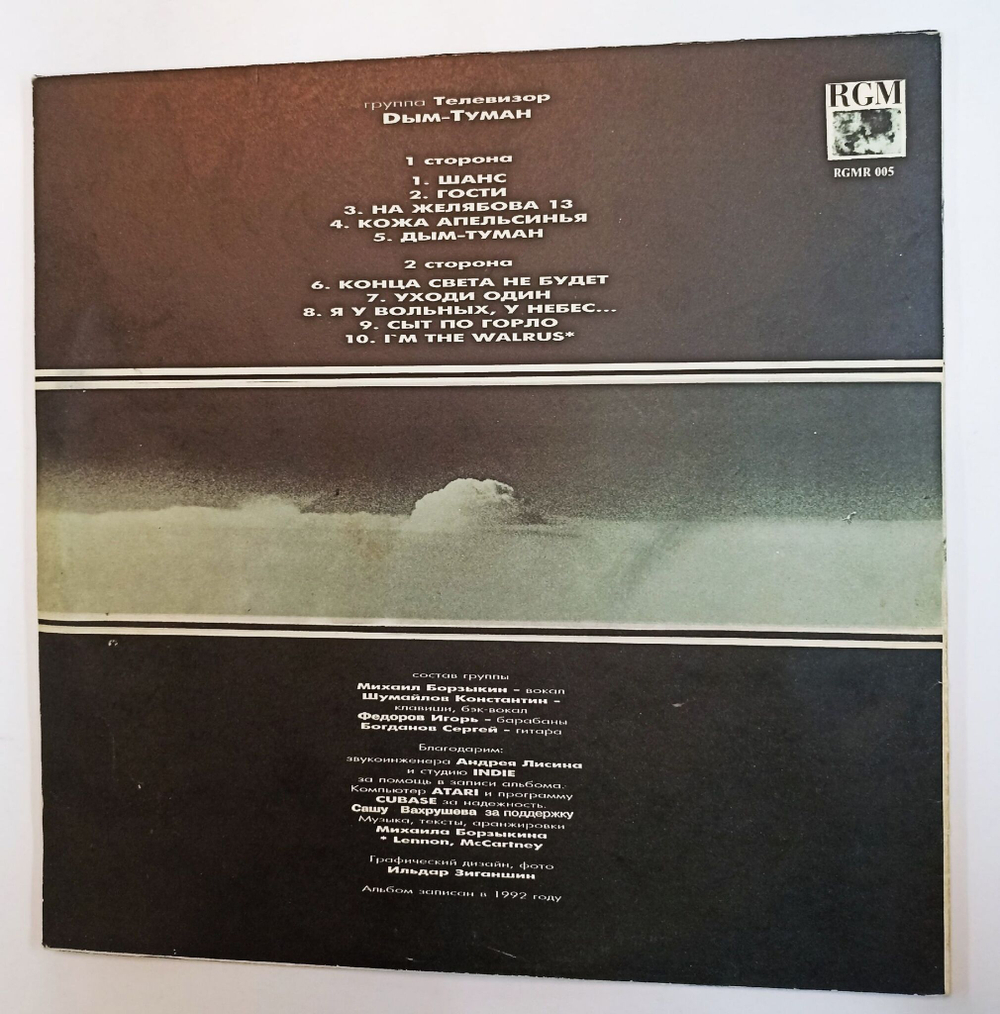 группа Телевизор
Дым-Туман
RGM
RGMR 005
1 сторона
1. ШАНС
2. ГОСТИ
3. НА ЖЕЛЯБОВА 13
4. КОЖА АПЕЛЬСИНЬЯ
5. ДЫМ-ТУМАН
2 сторона
6. КОНЦА СВЕТА НЕ БУДЕТ
7. УХОДИ ОДИН
8. Я У ВОЛЬНЫХ, У НЕБЕС...
9. СЫТ ПО ГОРЛО
10. I`M THE WALRUS*
состав группы
Михаил Борзыкин – вокал
Шумайлов Константин –
клавиши, бэк-вокал
Федоров Игорь – барабаны
Богданов Сергей – гитара
Благодарим:
звукоинженера Андрея Лисина
и студию INDIE
за помощь в записи альбома.
Компьютер ATARI и программу
CUBASE за надежность.
Сашу Вахрушева за поддержку
Музыка, тексты, аранжировки
Михаила Борзыкина
* Lennon, McCartney
Графический дизайн, фото
Ильдар Зиганшин
Альбом записан в 1992 году